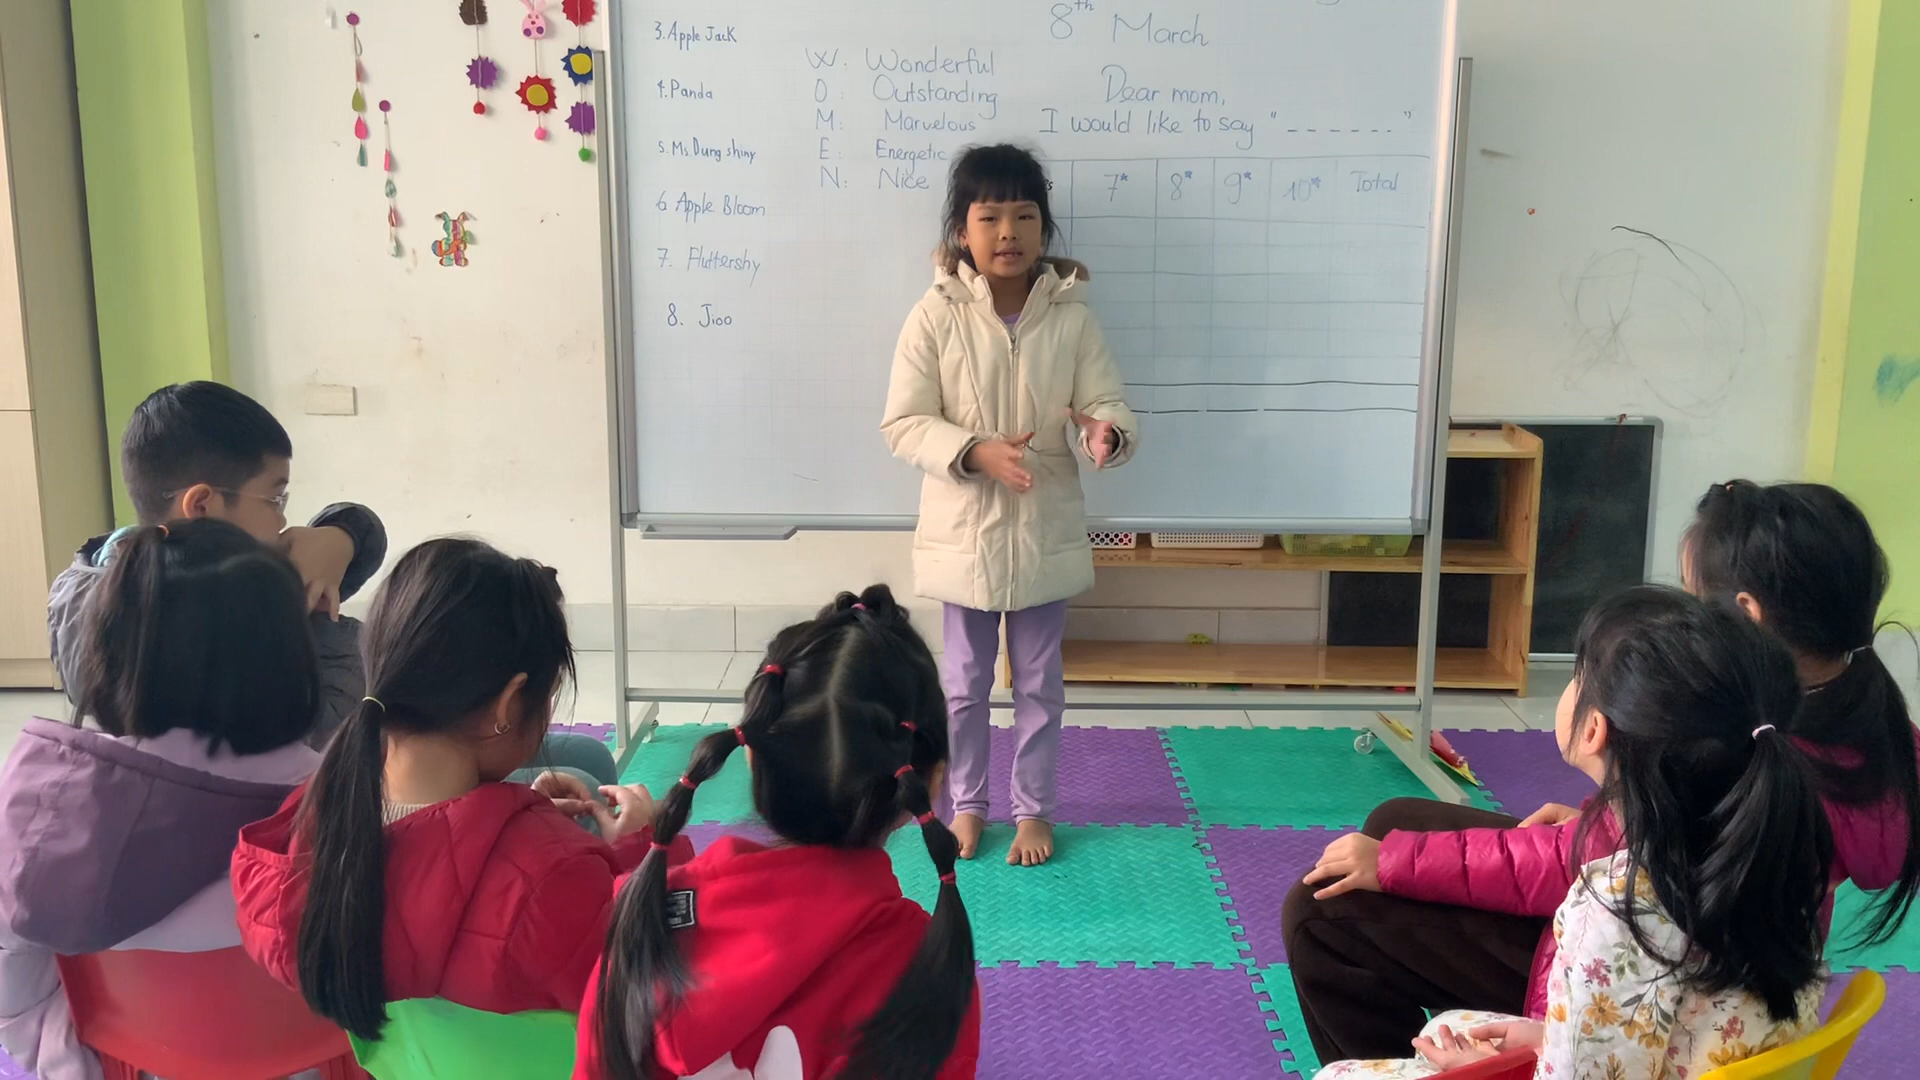 3. Apple Jack
4. Panda
5. Ms. Dung shiny
6 Apple Bloom
7. Fluttershy
8. Jioo
W: Wonderful
O: Outstanding
M: Marvelous
E: Energetic
N: Nice
8th March
Dear mom,
I would like to say "------"
7* 8* 9* 10* Total